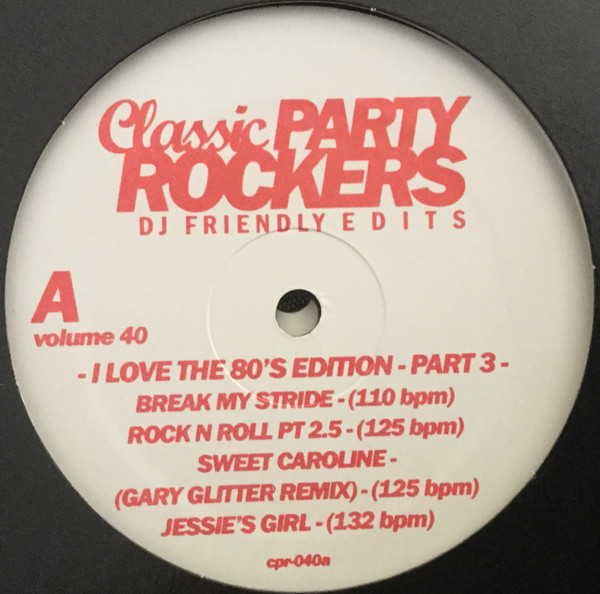 Classic PARTY
ROCKERS
DJ FRIENDLY EDITS
A
volume 40
- I LOVE THE 80'S EDITION - PART 3 -
BREAK MY STRIDE - (110 bpm)
ROCK N ROLL PT 2.5 - (125 bpm)
SWEET CAROLINE -
(GARY GLITTER REMIX) - (125 bpm)
JESSIE'S GIRL - (132 bpm)
cpr-040a